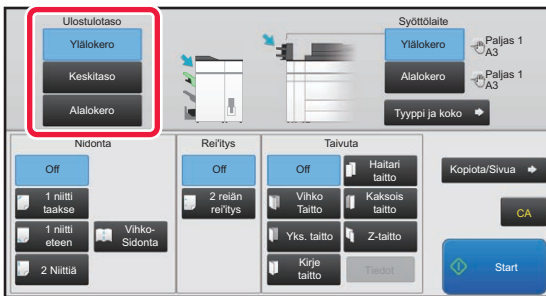 Ulostulotaso
Ylälokero
Keskitaso
Alalokero
Syöttölaite
Ylälokero
Paljas 1
A3
Alalokero
Paljas 1
A3
Tyyppi ja koko
Nidonta
Off
1 niitti
taakse
1 niitti
eteen
Vihko-
Sidonta
2 Niittiä
Rei'itys
Off
2 reiän
rei'itys
Taivuta
Off
Haitari
taitto
Vihko
Taitto
Kaksois
taitto
Yks. taitto
Z-taitto
Kirje
taitto
Tiedot
Kopiota/Sivua
CA
Start